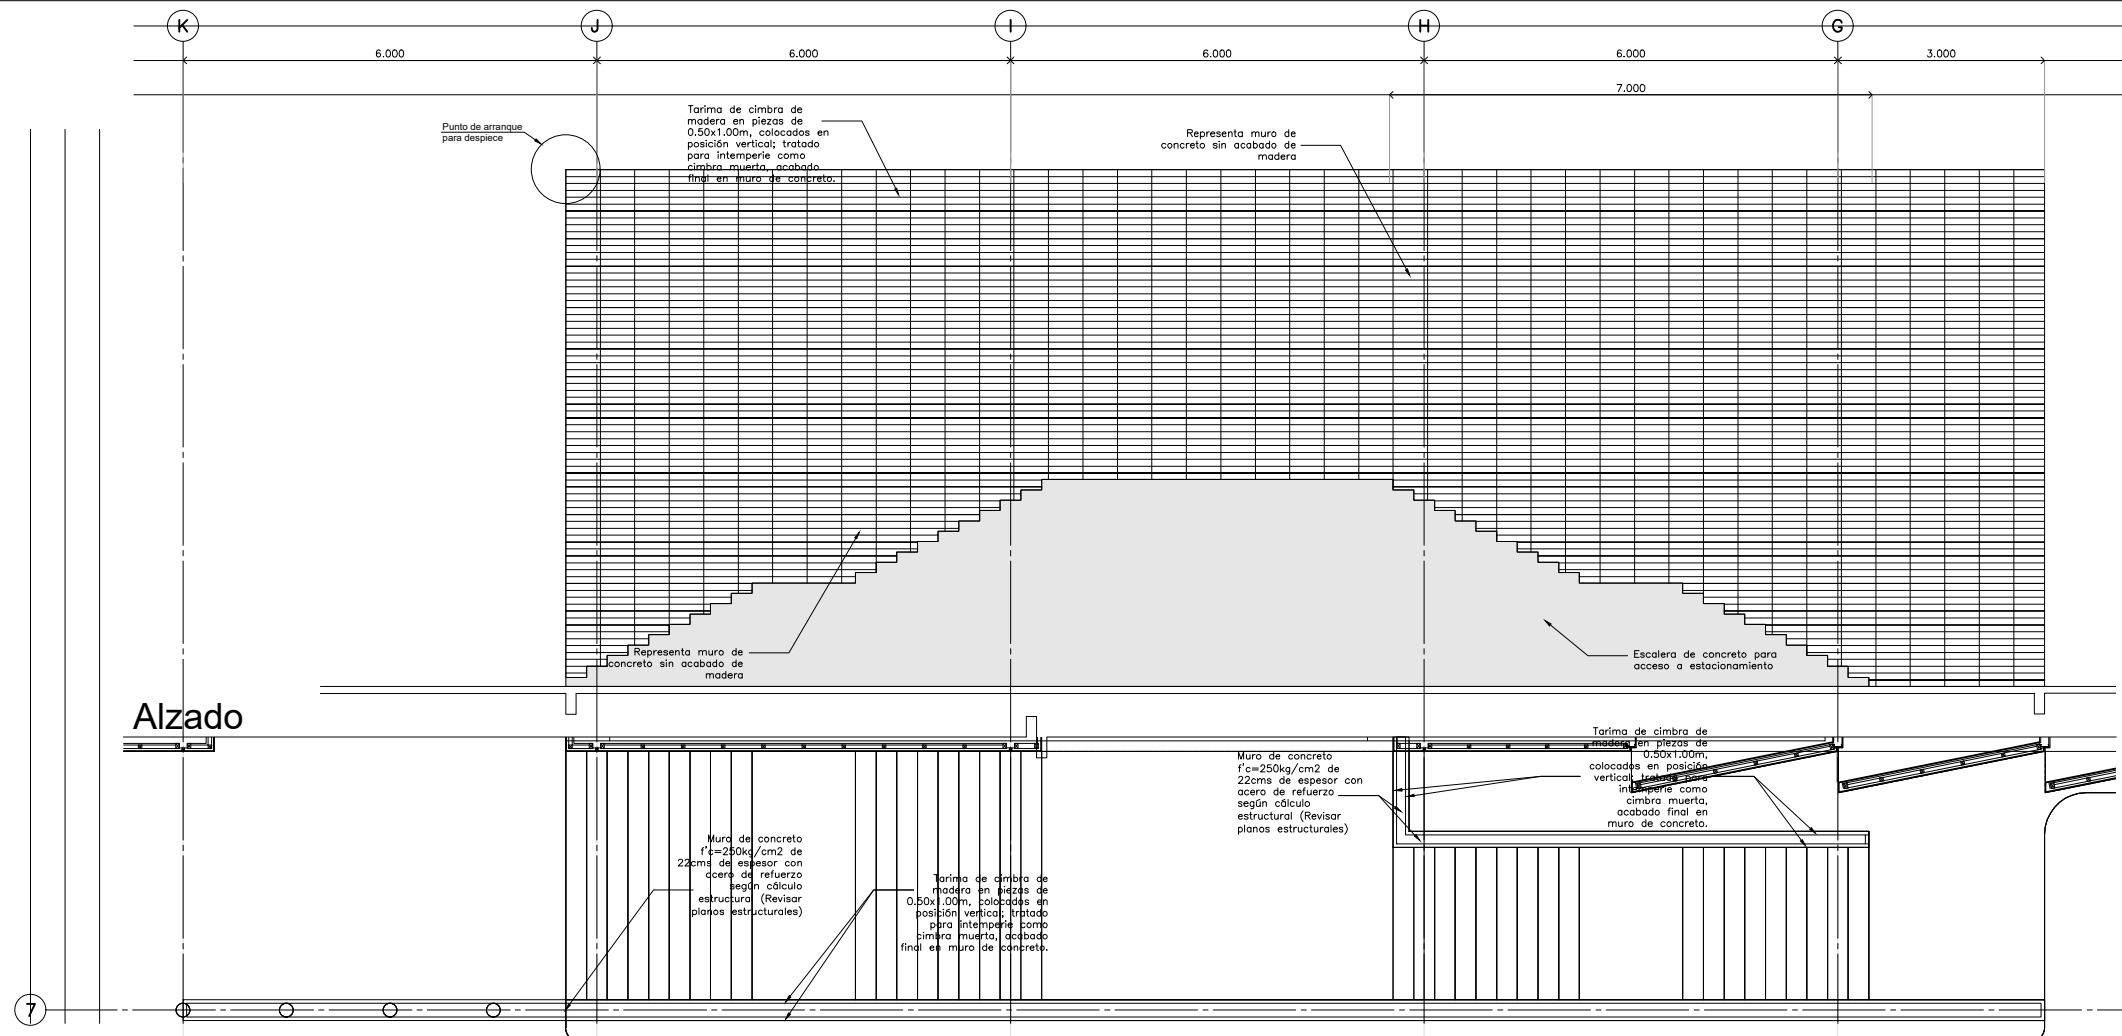 K
J
I
H
G
6.000
6.000
6.000
6.000
3.000
7.000
Punto de arranque
para despiece
Tarima de cimbra de
madera en piezas de
0.50x1.00m, colocados en
posición vertical; tratado
para intemperie como
cimbra muerta, acabado
final en muro de concreto.
Representa muro de
concreto sin acabado de
madera
Representa muro de
concreto sin acabado de
madera
Escalera de concreto para
acceso a estacionamiento
Alzado
Muro de concreto
f'c=250kg/cm2 de
22cms de espesor con
acero de refuerzo
según cálculo
estructural (Revisar
planos estructurales)
Tarima de cimbra de
madera en piezas de
0.50x1.00m,
colocados en posición
vertical; tratado para
intemperie como
cimbra muerta,
acabado final en
muro de concreto.
Muro de concreto
f'c=250kg/cm2 de
22cms de espesor con
acero de refuerzo
según cálculo
estructural (Revisar
planos estructurales)
Tarima de cimbra de
madera en piezas de
0.50x1.00m, colocados en
posición vertical; tratado
para intemperie como
cimbra muerta, acabado
final en muro de concreto.
7